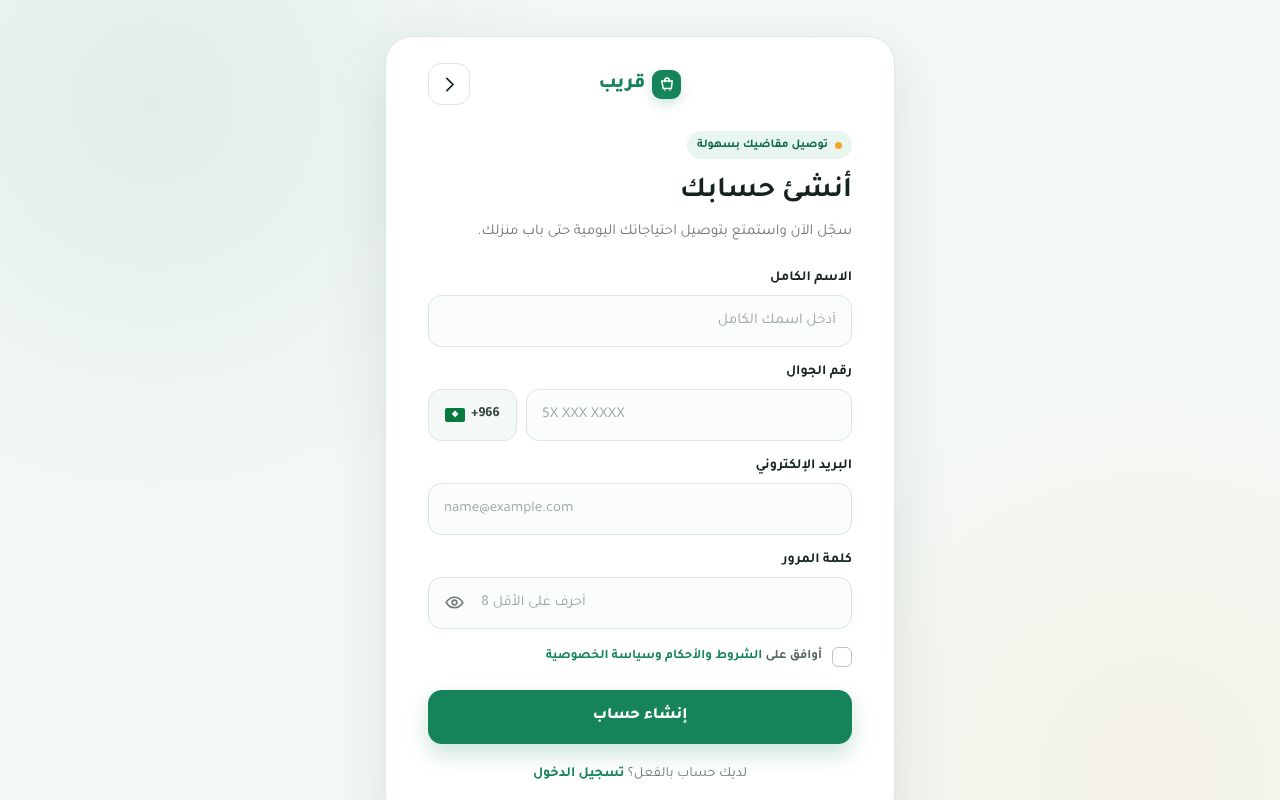 قريب
توصيل مقاضيك بسهولة
أنشئ حسابك
سجّل الآن واستمتع بتوصيل احتياجاتك اليومية حتى باب منزلك.
الاسم الكامل
أدخل اسمك الكامل
رقم الجوال
5X XXX XXXX
+966
البريد الإلكتروني
name@example.com
كلمة المرور
8 أحرف على الأقل
أوافق على الشروط والأحكام وسياسة الخصوصية
إنشاء حساب
لديك حساب بالفعل؟ تسجيل الدخول